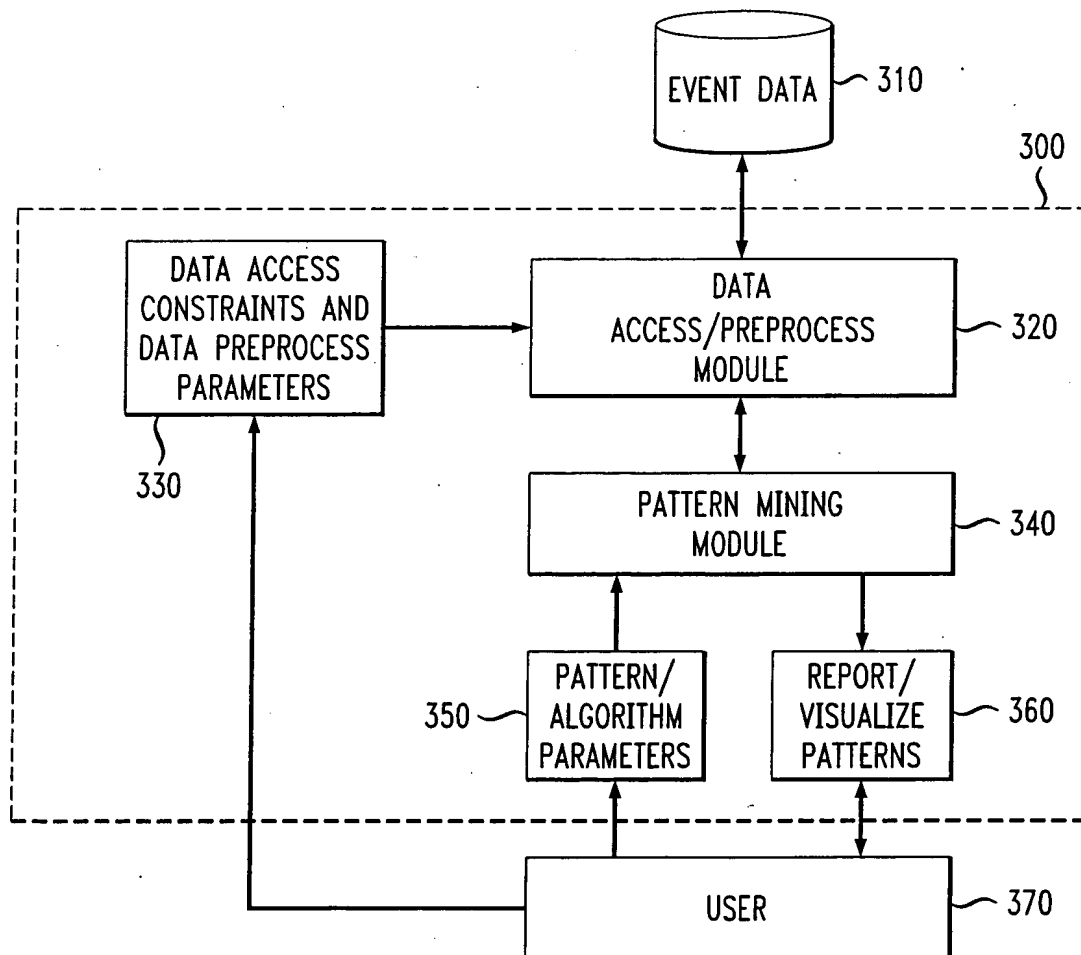 EVENT DATA
310
300
DATA ACCESS
CONSTRAINTS AND
DATA PREPROCESS
PARAMETERS
330
DATA
ACCESS/PREPROCESS
MODULE
320
PATTERN MINING
MODULE
340
350
PATTERN/
ALGORITHM
PARAMETERS
REPORT/
VISUALIZE
PATTERNS
360
USER
370